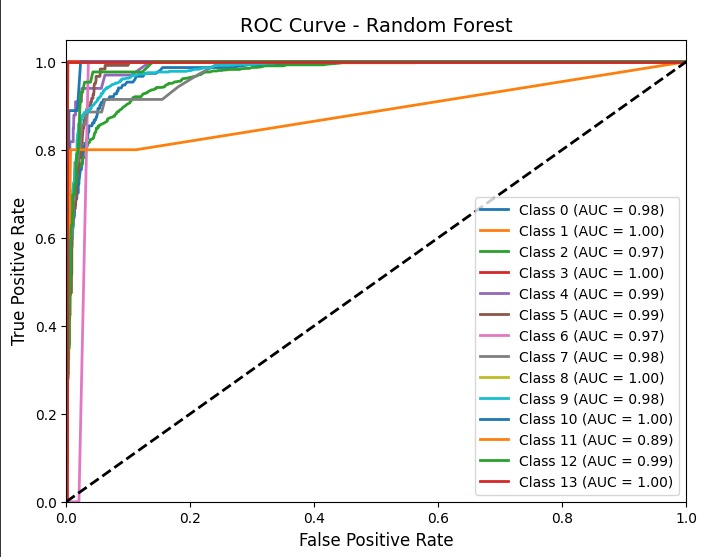 ROC Curve - Random Forest
True Positive Rate
1.0
0.8
0.6
0.4
0.2
0.0
Class 0 (AUC = 0.98)
Class 1 (AUC = 1.00)
Class 2 (AUC = 0.97)
Class 3 (AUC = 1.00)
Class 4 (AUC = 0.99)
Class 5 (AUC = 0.99)
Class 6 (AUC = 0.97)
Class 7 (AUC = 0.98)
Class 8 (AUC = 1.00)
Class 9 (AUC = 0.98)
Class 10 (AUC = 1.00)
Class 11 (AUC = 0.89)
Class 12 (AUC = 0.99)
Class 13 (AUC = 1.00)
0.0 0.2 0.4 0.6 0.8 1.0
False Positive Rate